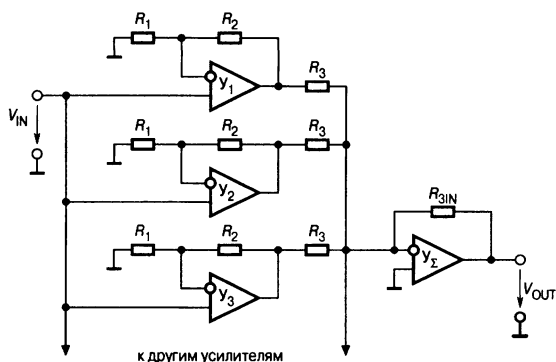 R1 R2
У1 R3
VIN
R1 R2 R3
У2
R3IN
R1 R2 R3
У3 УΣ
VOUT
к другим усилителям